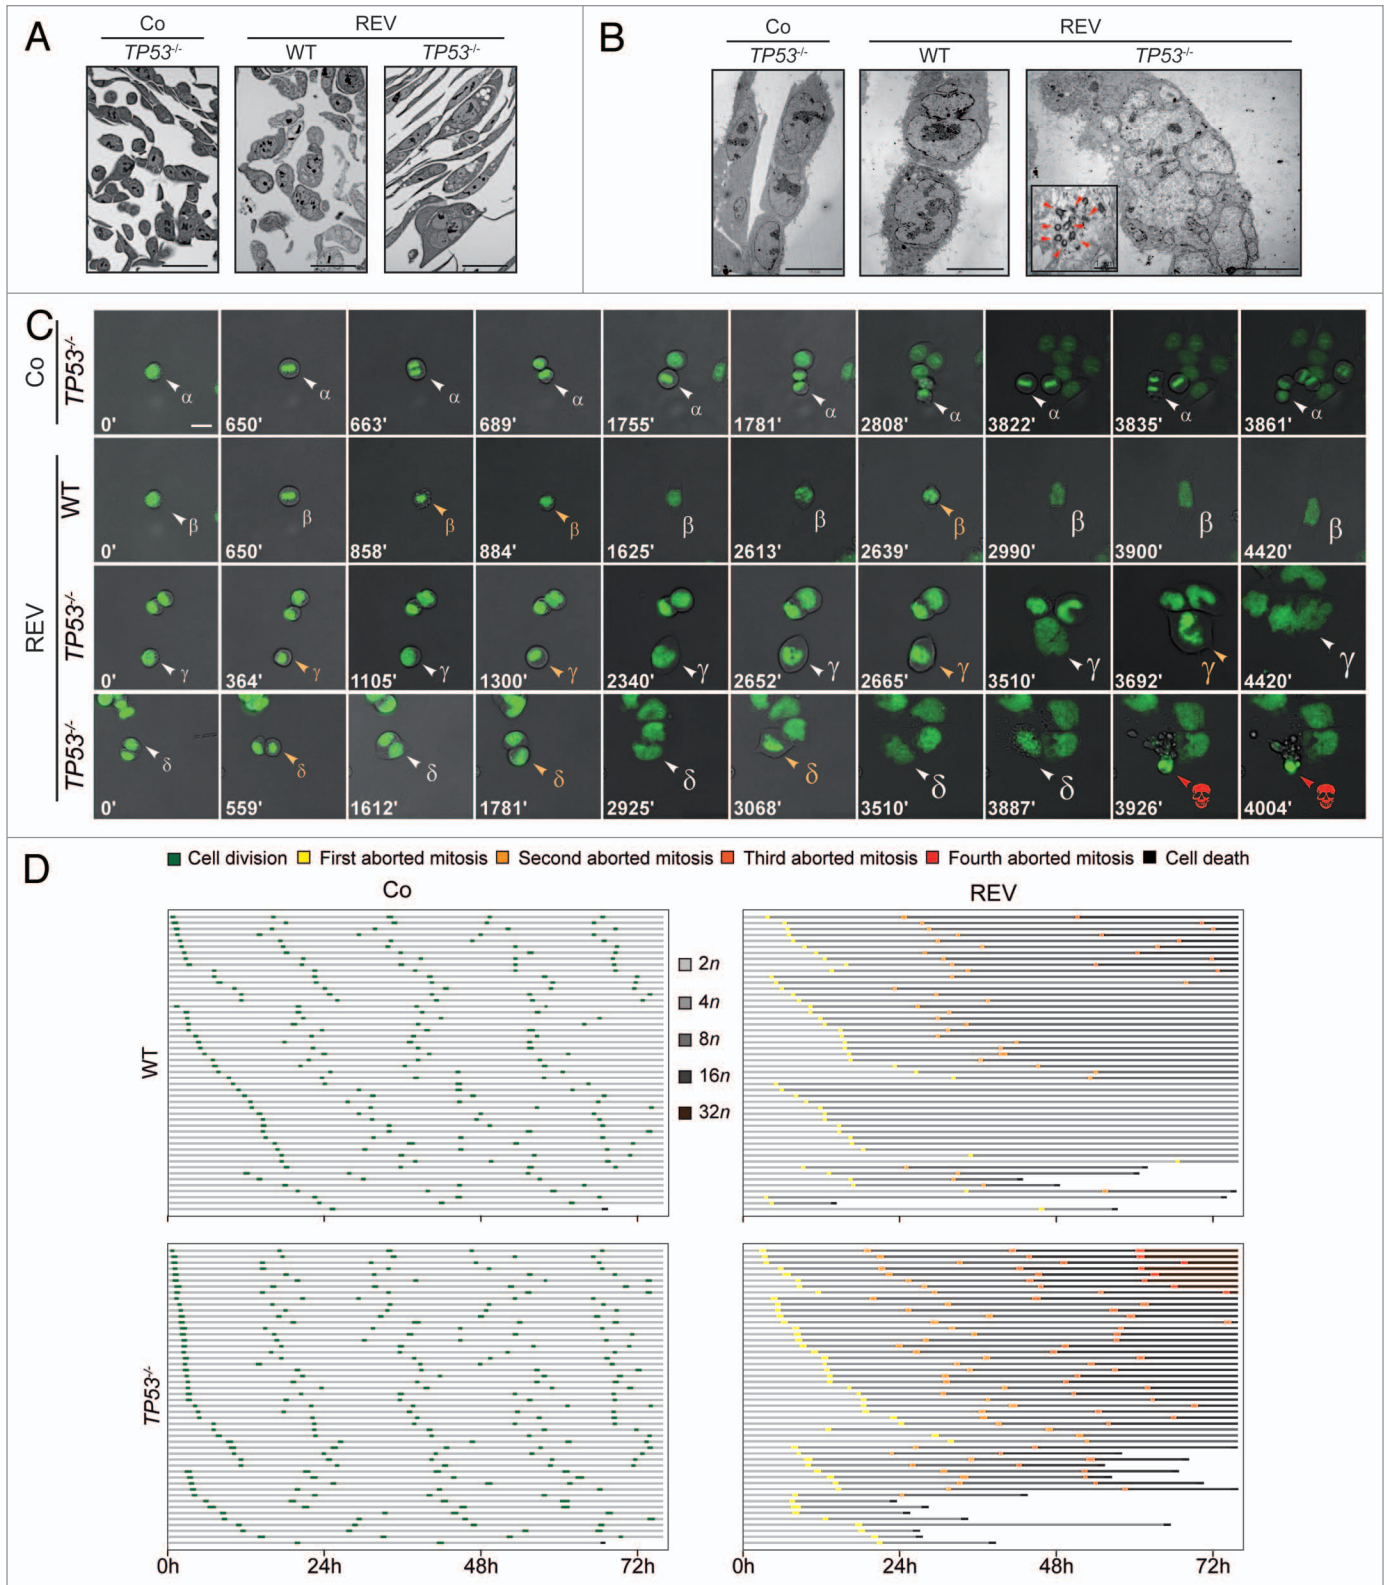 A
Co
REV
TP53-/-
WT
TP53-/-
B
Co
REV
TP53-/-
WT
TP53-/-
C
Co
TP53-/-
α α α α α α α α α α
0' 650' 663' 689' 1755' 1781' 2808' 3822' 3835' 3861'
REV
WT
β β β β β β β β β β
0' 650' 858' 884' 1625' 2613' 2639' 2990' 3900' 4420'
TP53-/-
γ γ γ γ γ γ γ γ γ γ
0' 364' 1105' 1300' 2340' 2652' 2665' 3510' 3692' 4420'
TP53-/-
δ δ δ δ δ δ δ δ
0' 559' 1612' 1781' 2925' 3068' 3510' 3887' 3926' 4004'
D
Cell division First aborted mitosis Second aborted mitosis Third aborted mitosis Fourth aborted mitosis Cell death
Co
REV
WT
2n
4n
8n
16n
32n
TP53-/-
0h 24h 48h 72h
0h 24h 48h 72h